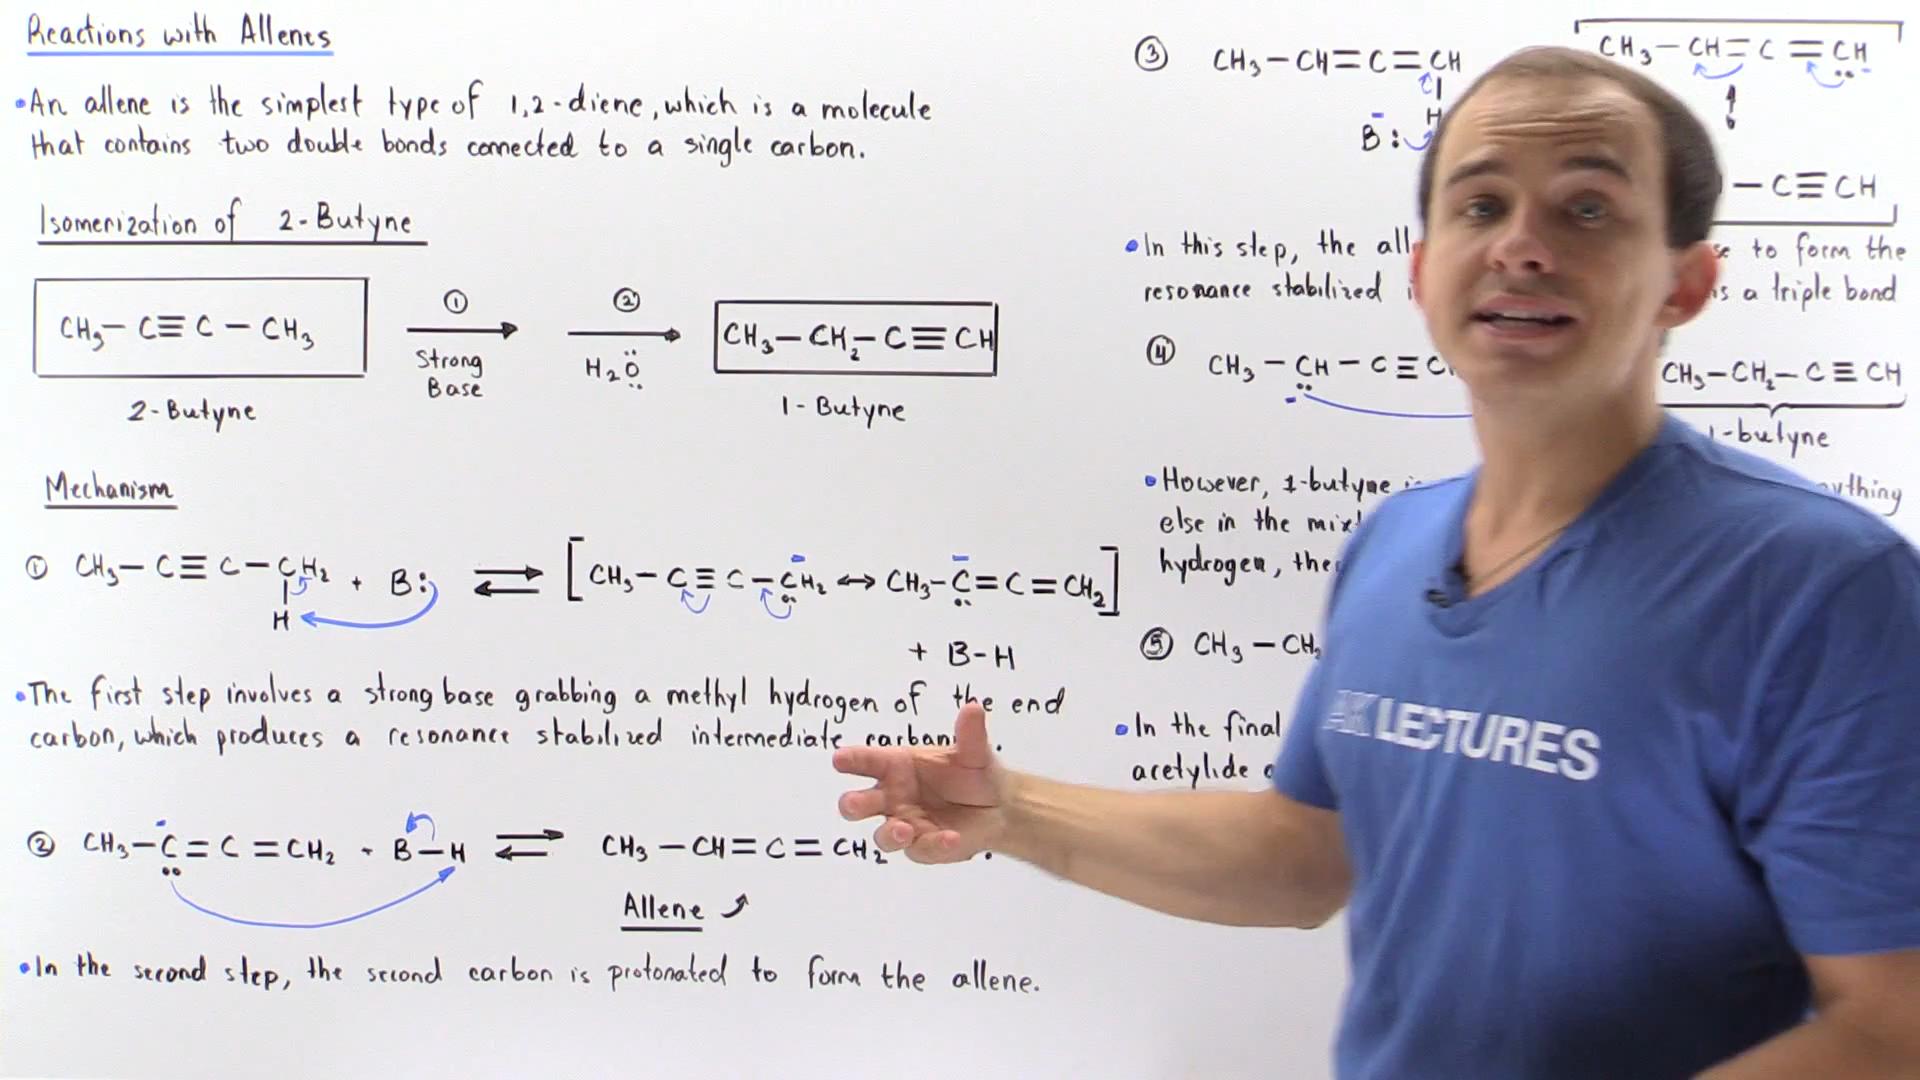 Reactions with Allenes
•An allene is the simplest type of 1,2-diene, which is a molecule
that contains two double bonds connected to a single carbon.
Isomerization of 2-Butyne
CH₃—C≡C—CH₃
① Strong Base
② H₂O
CH₃—CH₂—C≡CH
2-Butyne
1-Butyne
Mechanism
① CH₃—C≡C—CH₂ + B: ⇌ [CH₃—C≡C—CH₂ ↔ CH₃—C=C=CH₂]
H
+ B-H
•The first step involves a strong base grabbing a methyl hydrogen of the end
carbon, which produces a resonance stabilized intermediate
② CH₃—C=C=CH₂ + B—H ⇌ CH₃—CH=C=CH₂
Allene
•In the second step, the second carbon is protonated to form the allene.
③ CH₃—CH=C=CH
H
B:
CH₃—CH=C=CH
—C≡CH
•In this step, the to form the
resonance stabilized a triple bond
④ CH₃—CH—C≡ CH₃—CH₂—C≡CH
1-butyne
•However, 1-butyne
else in the
hydrogen,
⑤ CH₃—CH₂
•In the final
acetylide
AK LECTURES